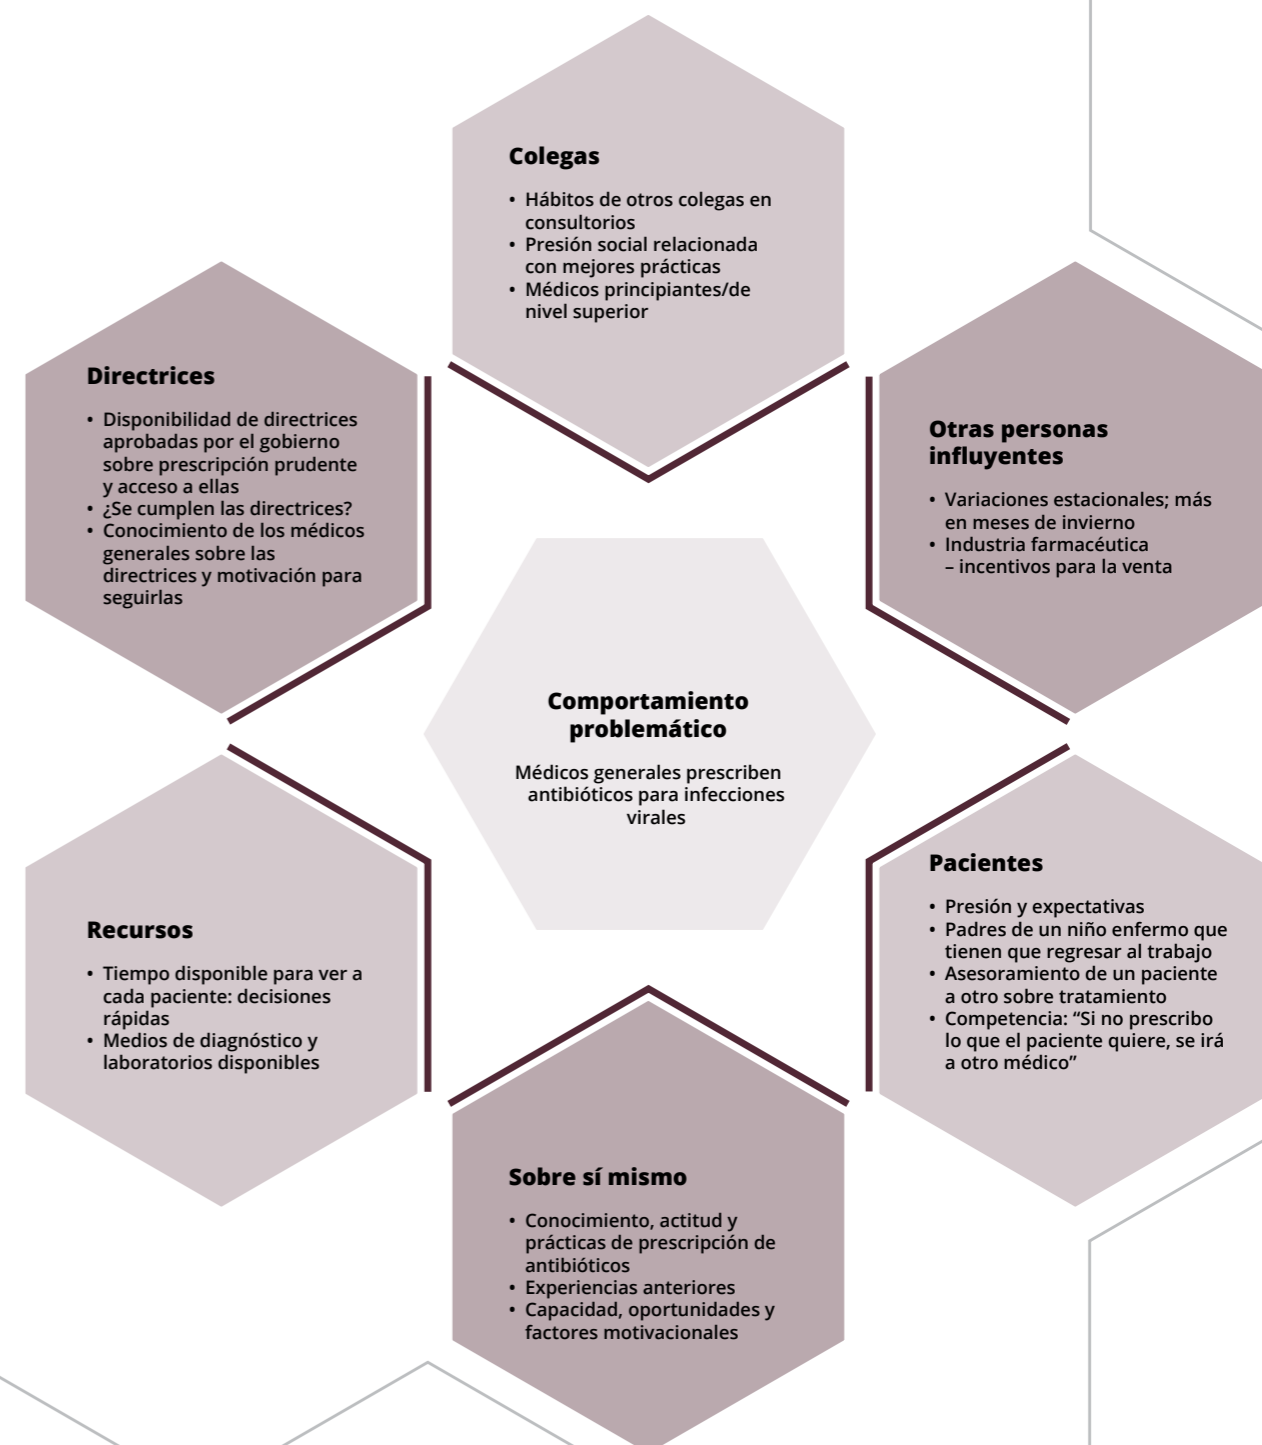 Colegas
• Hábitos de otros colegas en
consultorios
• Presión social relacionada
con mejores prácticas
• Médicos principiantes/de
nivel superior
Directrices
• Disponibilidad de directrices
aprobadas por el gobierno
sobre prescripción prudente
y acceso a ellas
• ¿Se cumplen las directrices?
• Conocimiento de los médicos
generales sobre las
directrices y motivación para
seguirlas
Otras personas
influyentes
• Variaciones estacionales; más
en meses de invierno
• Industria farmacéutica
– incentivos para la venta
Comportamiento
problemático
Médicos generales prescriben
antibióticos para infecciones
virales
Recursos
• Tiempo disponible para ver a
cada paciente: decisiones
rápidas
• Medios de diagnóstico y
laboratorios disponibles
Pacientes
• Presión y expectativas
• Padres de un niño enfermo que
tienen que regresar al trabajo
• Asesoramiento de un paciente
a otro sobre tratamiento
• Competencia: “Si no prescribo
lo que el paciente quiere, se irá
a otro médico”
Sobre sí mismo
• Conocimiento, actitud y
prácticas de prescripción de
antibióticos
• Experiencias anteriores
• Capacidad, oportunidades y
factores motivacionales